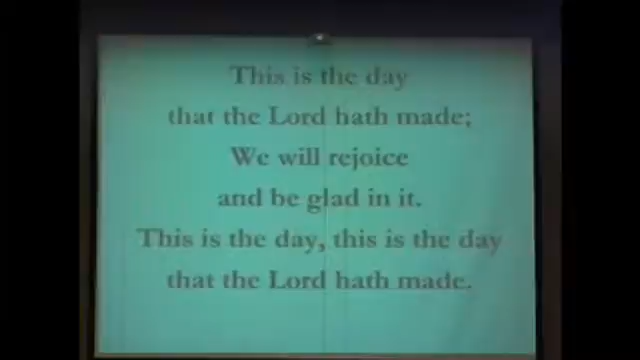 This is the day
that the Lord hath made;
We will rejoice
and be glad in it.
This is the day, this is the day
that the Lord hath made.